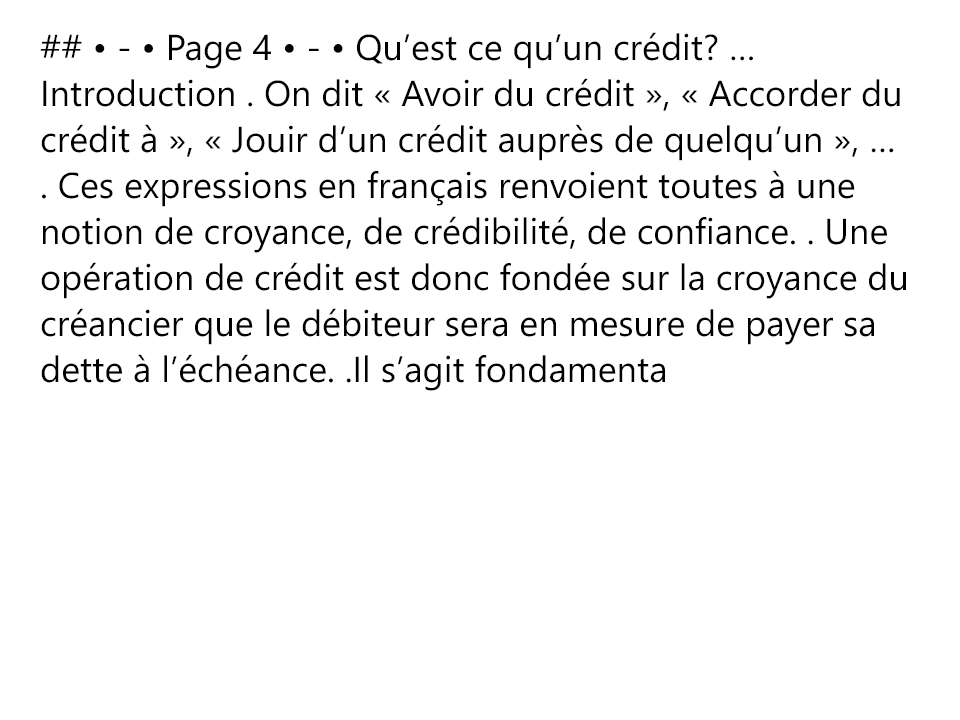 ## • - • Page 4 • - • Qu’est ce qu’un crédit? …
Introduction . On dit « Avoir du crédit », « Accorder du
crédit à », « Jouir d’un crédit auprès de quelqu’un », …
. Ces expressions en français renvoient toutes à une
notion de croyance, de crédibilité, de confiance. . Une
opération de crédit est donc fondée sur la croyance du
créancier que le débiteur sera en mesure de payer sa
dette à l’échéance. .Il s’agit fondamenta